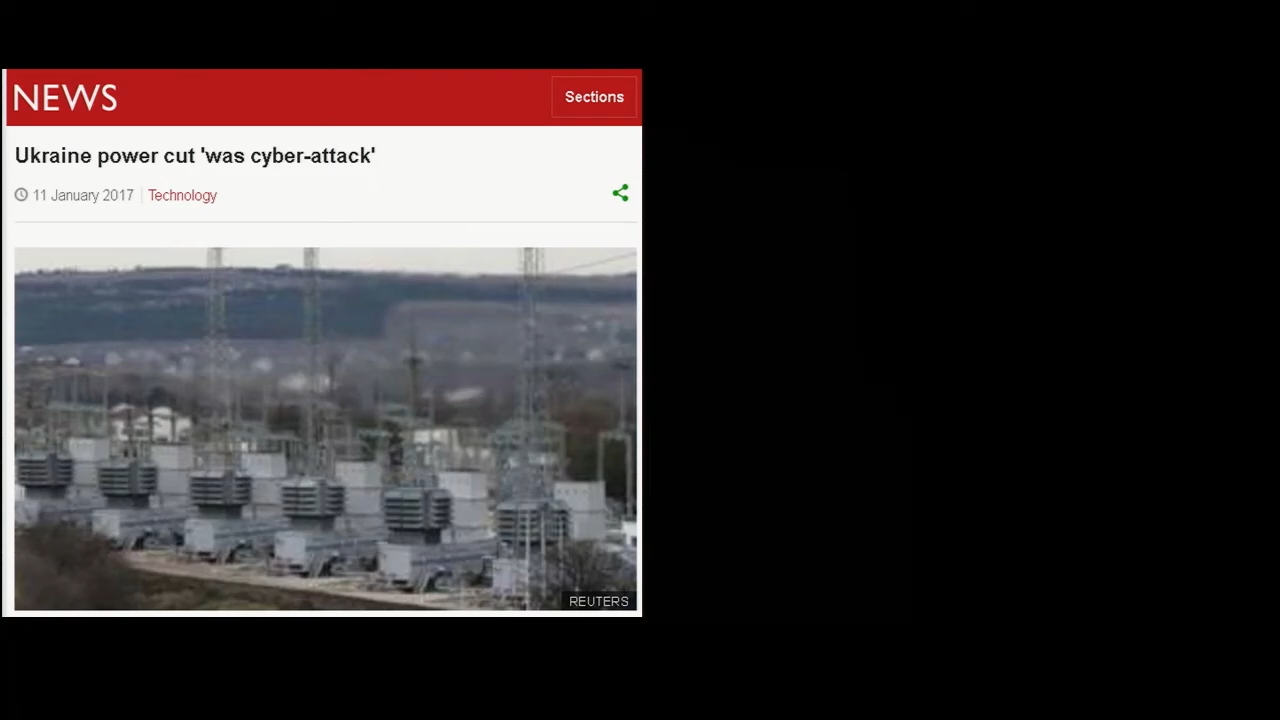 NEWS
Sections
Ukraine power cut 'was cyber-attack'
11 January 2017 Technology
REUTERS